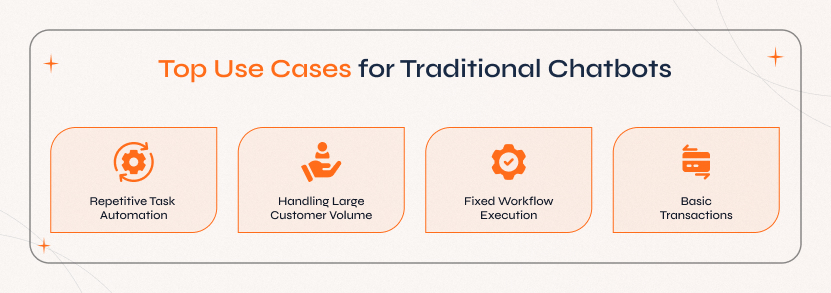 Top Use Cases for Traditional Chatbots
Repetitive Task
Automation
Handling Large
Customer Volume
Fixed Workflow
Execution
Basic
Transactions